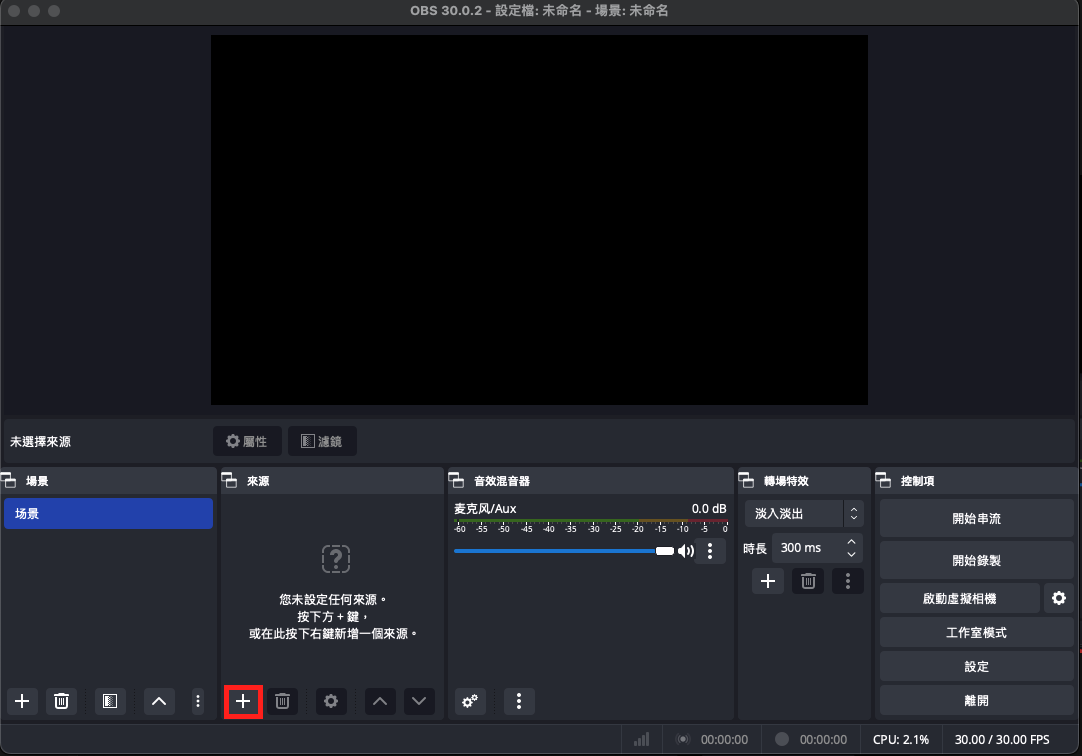 OBS 30.0.2 - 設定檔: 未命名 - 場景: 未命名
未選擇來源
屬性
濾鏡
場景
场景
來源
您未設定任何來源。
按下方 + 鍵，
或在此按下右鍵新增一個來源。
音效混音器
麦克风/Aux
0.0 dB
-60 -55 -50 -45 -40 -35 -30 -25 -20 -15 -10 -5 0
轉場特效
淡入淡出
時長
300 ms
控制項
開始串流
開始錄製
啟動虛擬相機
工作室模式
設定
離開
00:00:00
00:00:00
CPU: 2.1%
30.00 / 30.00 FPS